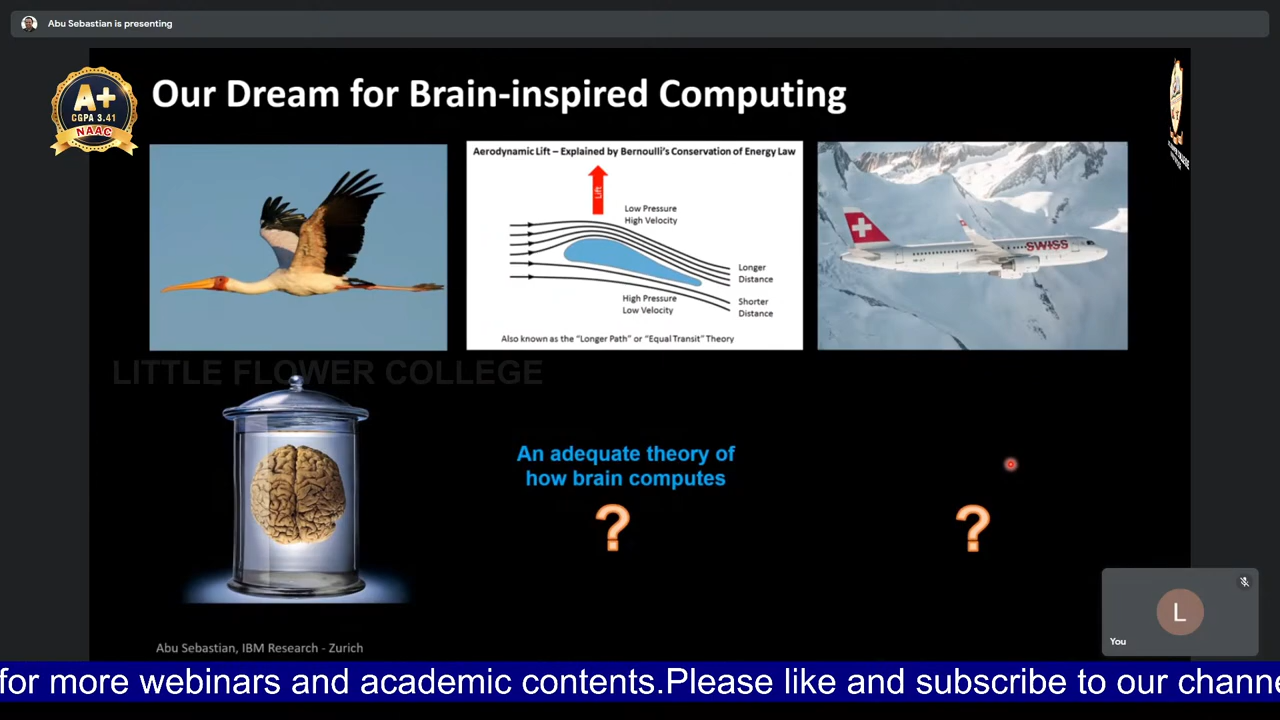 Abu Sebastian is presenting
A+
CGPA 3.41
NAAC
Our Dream for Brain-inspired Computing
Aerodynamic Lift – Explained by Bernoulli's Conservation of Energy Law
Lift
Low Pressure
High Velocity
Longer
Distance
High Pressure
Low Velocity
Shorter
Distance
Also known as the "Longer Path" or "Equal Transit" Theory
SWISS
LITTLE FLOWER COLLEGE
An adequate theory of
how brain computes
?
?
L
You
Abu Sebastian, IBM Research - Zurich
for more webinars and academic contents.Please like and subscribe to our channe